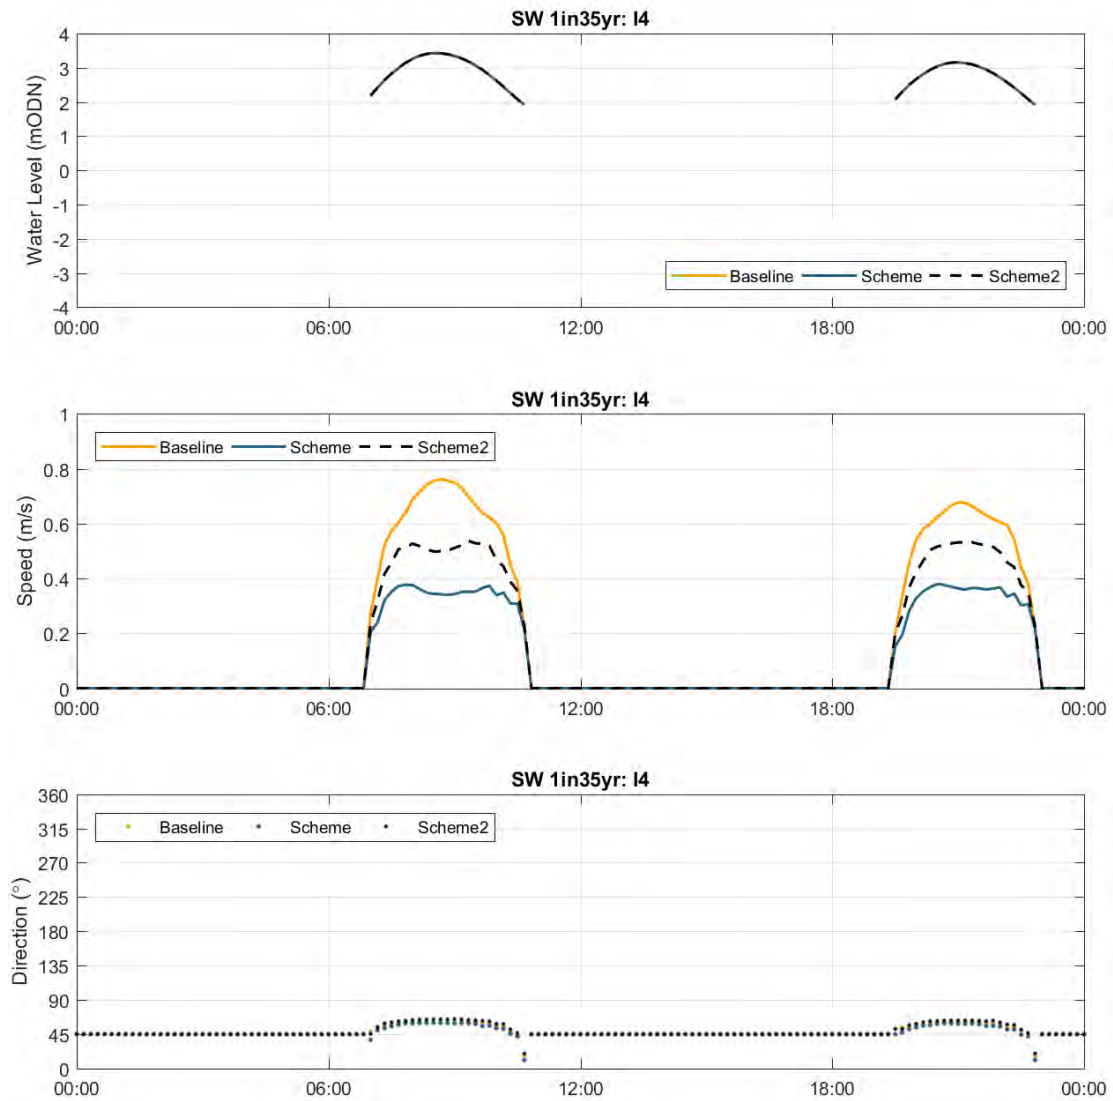 SW 1in35yr: I4
Water Level (mODN)
4
3
2
1
0
-1
-2
-3
-4
Baseline Scheme Scheme2
00:00 06:00 12:00 18:00 00:00
SW 1in35yr: I4
Speed (m/s)
1
0.8
0.6
0.4
0.2
0
Baseline Scheme Scheme2
00:00 06:00 12:00 18:00 00:00
SW 1in35yr: I4
Direction (°)
360
315
270
225
180
135
90
45
0
Baseline Scheme Scheme2
00:00 06:00 12:00 18:00 00:00